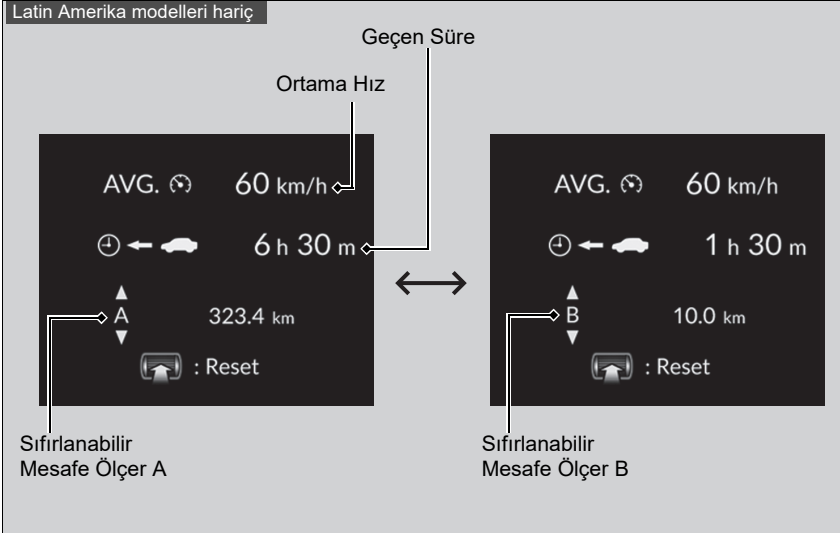 Latin Amerika modelleri hariç
Geçen Süre
Ortama Hız
AVG. 60 km/h
6 h 30 m
A 323.4 km
: Reset
AVG. 60 km/h
1 h 30 m
B 10.0 km
: Reset
Sıfırlanabilir
Mesafe Ölçer A
Sıfırlanabilir
Mesafe Ölçer B